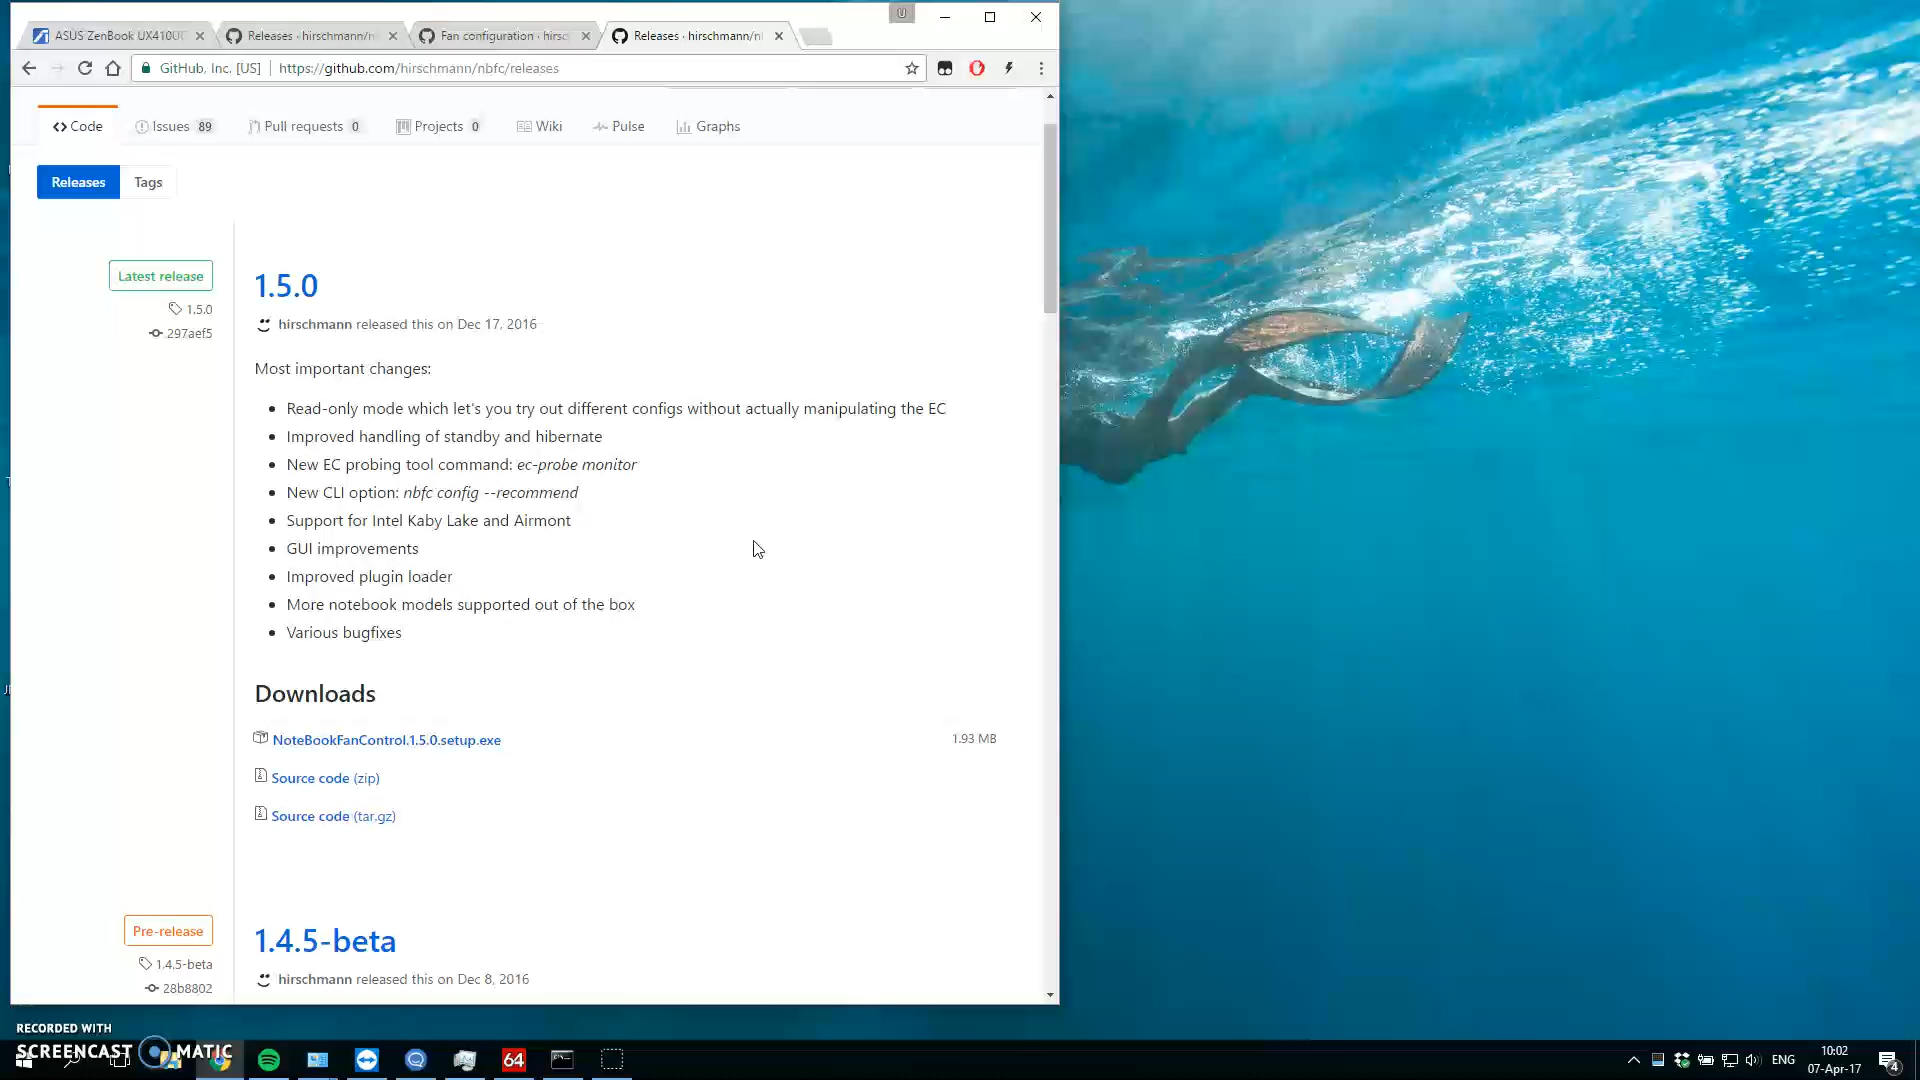 U
ASUS ZenBook UX410U
Releases · hirschmann/n
Fan configuration · hirsc
Releases · hirschmann/n
GitHub, Inc. [US]
https://github.com/hirschmann/nbfc/releases
Code
Issues 89
Pull requests 0
Projects 0
Wiki
Pulse
Graphs
Releases
Tags
Latest release
1.5.0
297aef5
1.5.0
hirschmann released this on Dec 17, 2016
Most important changes:
Read-only mode which let's you try out different configs without actually manipulating the EC
Improved handling of standby and hibernate
New EC probing tool command: ec-probe monitor
New CLI option: nbfc config --recommend
Support for Intel Kaby Lake and Airmont
GUI improvements
Improved plugin loader
More notebook models supported out of the box
Various bugfixes
Downloads
NoteBookFanControl.1.5.0.setup.exe
1.93 MB
Source code (zip)
Source code (tar.gz)
Pre-release
1.4.5-beta
28b8802
1.4.5-beta
hirschmann released this on Dec 8, 2016
RECORDED WITH
SCREENCAST MATIC
64
ENG
10:02
07-Apr-17
4